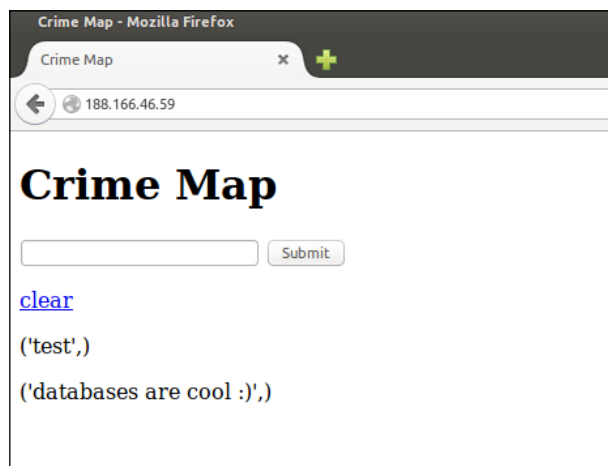 Crime Map - Mozilla Firefox
Crime Map
188.166.46.59
Crime Map
Submit
clear
('test',)
('databases are cool :)',)